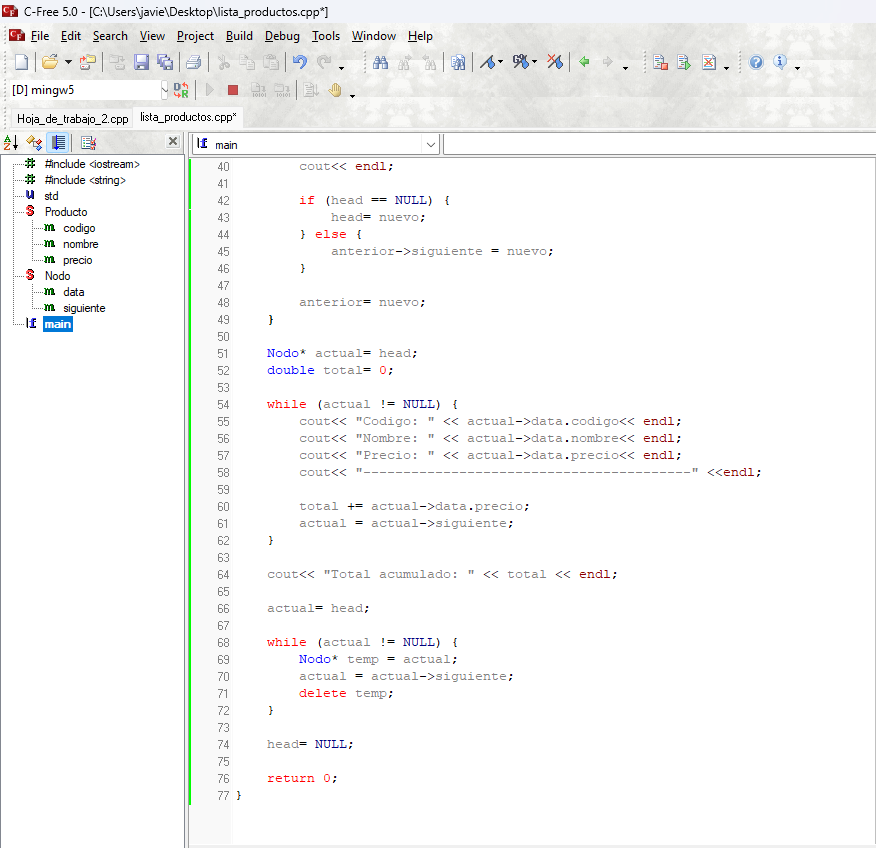 C-Free 5.0 - [C:\Users\javie\Desktop\lista_productos.cpp*]
File Edit Search View Project Build Debug Tools Window Help
[D] mingw5
Hoja_de_trabajo_2.cpp lista_productos.cpp*
main
#include <iostream>
#include <string>
std
Producto
codigo
nombre
precio
Nodo
data
siguiente
main
40         cout<< endl;
41
42         if (head == NULL) {
43             head= nuevo;
44         } else {
45             anterior->siguiente = nuevo;
46         }
47
48         anterior= nuevo;
49     }
50
51     Nodo* actual= head;
52     double total= 0;
53
54     while (actual != NULL) {
55         cout<< "Codigo: " << actual->data.codigo<< endl;
56         cout<< "Nombre: " << actual->data.nombre<< endl;
57         cout<< "Precio: " << actual->data.precio<< endl;
58         cout<< "-----------------------------------------" <<endl;
59
60         total += actual->data.precio;
61         actual = actual->siguiente;
62     }
63
64     cout<< "Total acumulado: " << total << endl;
65
66     actual= head;
67
68     while (actual != NULL) {
69         Nodo* temp = actual;
70         actual = actual->siguiente;
71         delete temp;
72     }
73
74     head= NULL;
75
76     return 0;
77 }